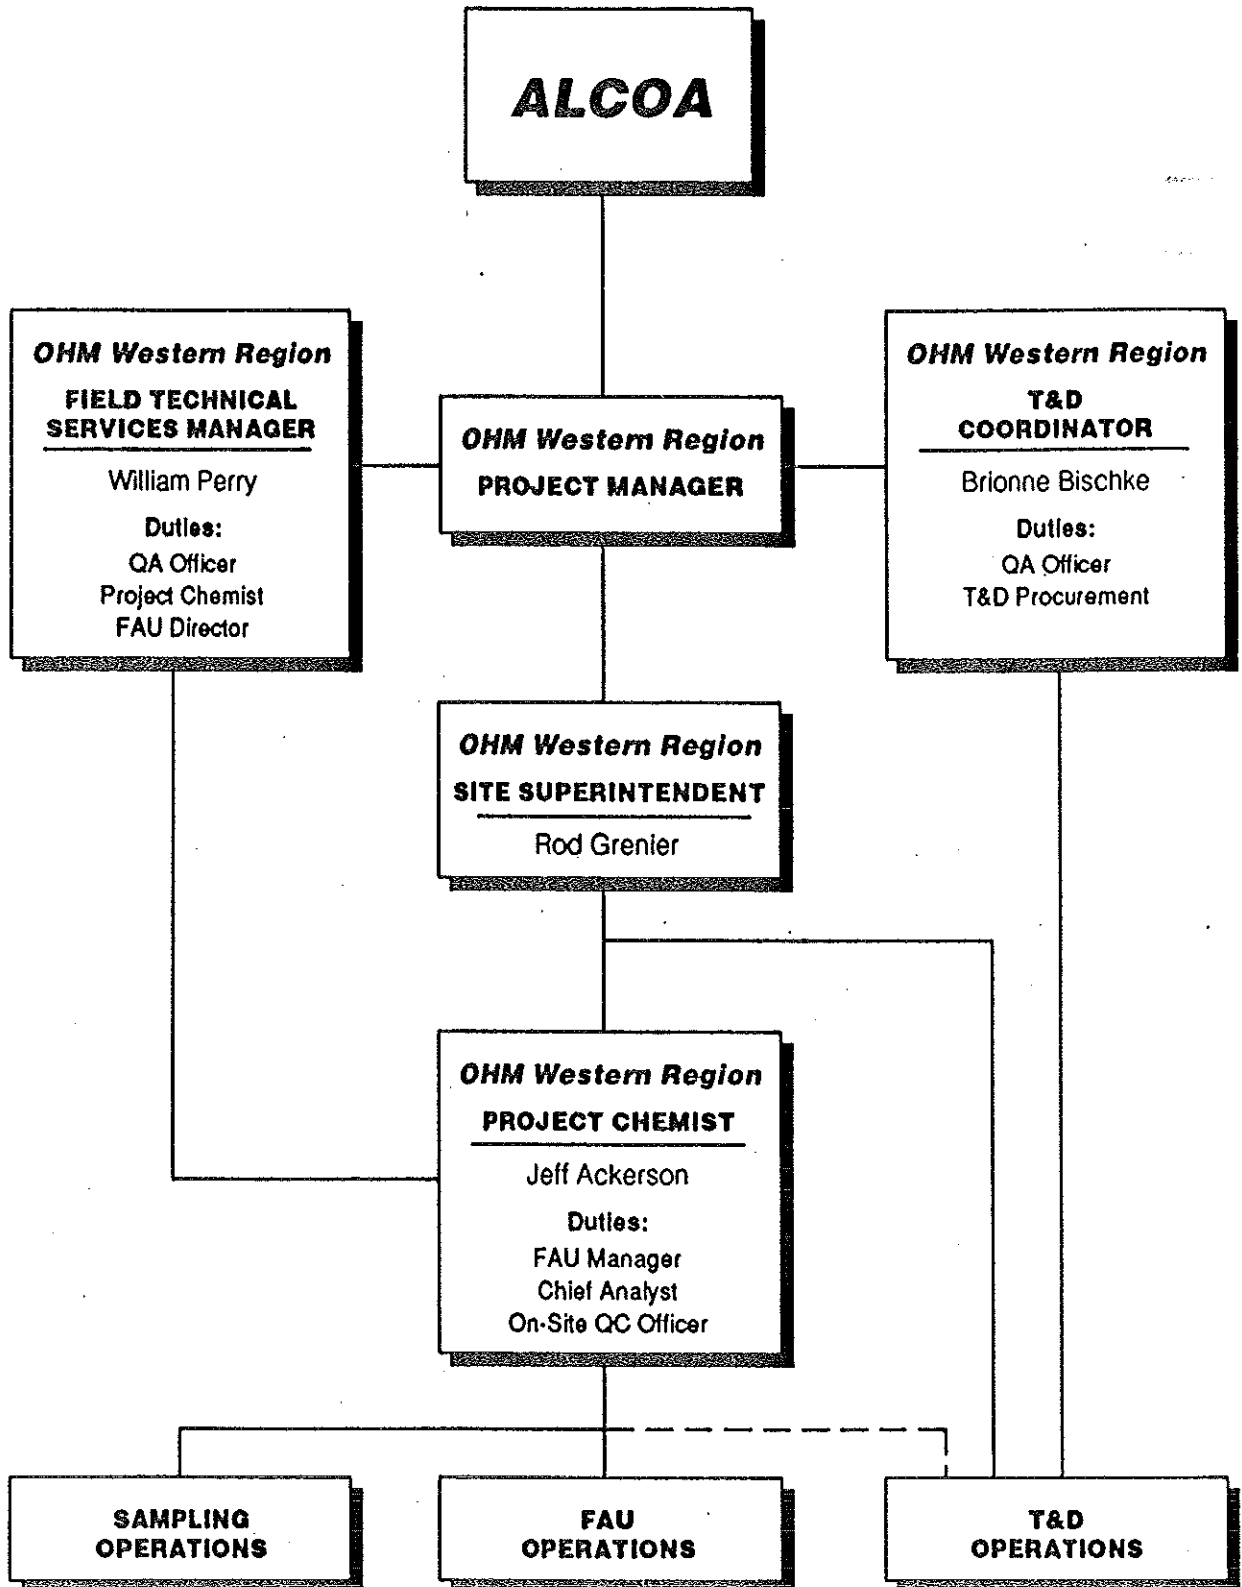 ALCOA
OHM Western Region
FIELD TECHNICAL
SERVICES MANAGER
William Perry
Duties:
QA Officer
Project Chemist
FAU Director
OHM Western Region
PROJECT MANAGER
OHM Western Region
T&D
COORDINATOR
Brionne Bischke
Duties:
QA Officer
T&D Procurement
OHM Western Region
SITE SUPERINTENDENT
Rod Grenier
OHM Western Region
PROJECT CHEMIST
Jeff Ackerson
Duties:
FAU Manager
Chief Analyst
On-Site QC Officer
SAMPLING
OPERATIONS
FAU
OPERATIONS
T&D
OPERATIONS